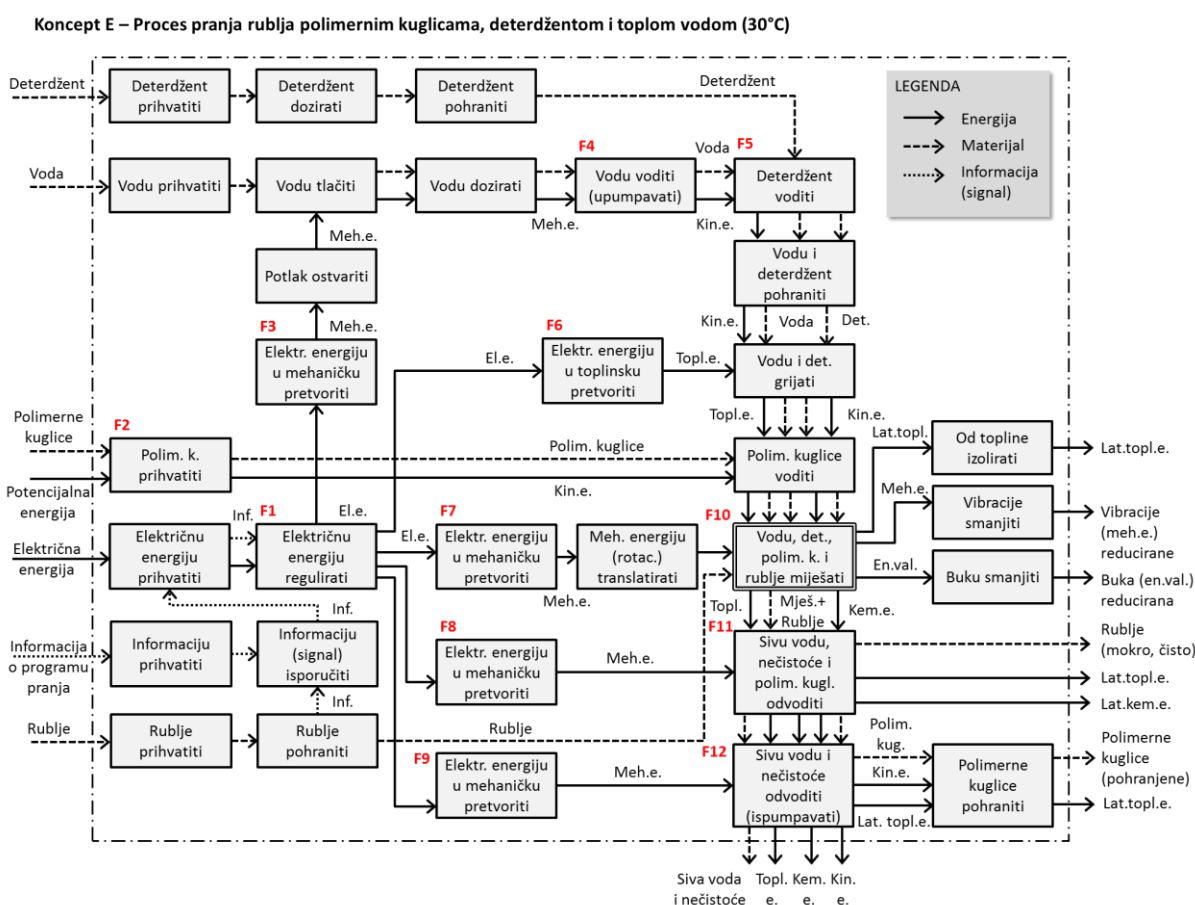 Koncept E – Proces pranja rublja polimernim kuglicama, deterdžentom i toplom vodom (30°C)
Deterdžent
Deterdžent
prihvatiti
Deterdžent
dozirati
Deterdžent
pohraniti
Deterdžent
LEGENDA
Energija
Materijal
Informacija
(signal)
Voda
Vodu prihvatiti
Vodu tlačiti
Vodu dozirati
F4
Vodu voditi
(upumpavati)
Voda
F5
Deterdžent
voditi
Meh.e.
Meh.e.
Kin.e.
Potlak ostvariti
Vodu i
deterdžent
pohraniti
Meh.e.
Kin.e.
Voda
Det.
F3
Elektr. energiju
u mehaničku
pretvoriti
El.e.
F6
Elektr. energiju
u toplinsku
pretvoriti
Topl.e.
Vodu i det.
grijati
Topl.e.
Kin.e.
Polimerne
kuglice
F2
Polim. k.
prihvatiti
Polim. kuglice
Kin.e.
Polim. kuglice
voditi
Lat.topl.
Od topline
izolirati
Lat.topl.e.
Potencijalna
energija
Meh.e.
Vibracije
smanjiti
Vibracije
(meh.e.)
reducirane
Električna
energija
Električnu
energiju
prihvatiti
Inf.
F1
Električnu
energiju
regulirati
El.e.
El.e.
F7
Elektr. energiju
u mehaničku
pretvoriti
Meh.e.
Meh. energiju
(rotac.)
translatirati
F10
Vodu, det.,
polim. k. i
rublje miješati
En.val.
Buku smanjiti
Buka (en.val.)
reducirana
Inf.
Topl.
Mješ.+
Rublje
Kem.e.
Informacija
o programu
pranja
Informaciju
prihvatiti
Informaciju
(signal)
isporučiti
F8
Elektr. energiju
u mehaničku
pretvoriti
Meh.e.
F11
Sivu vodu,
nečistoće i
polim. kugl.
odvoditi
Rublje
(mokro, čisto)
Lat.topl.e.
Lat.kem.e.
Inf.
Rublje
Rublje
prihvatiti
Rublje
pohraniti
Rublje
F9
Elektr. energiju
u mehaničku
pretvoriti
Meh.e.
F12
Sivu vodu i
nečistoće
odvoditi
(ispumpavati)
Polim.
kug.
Kin.e.
Lat. topl.e.
Polimerne
kuglice
pohraniti
Polimerne
kuglice
(pohranjene)
Lat.topl.e.
Siva voda
i nečistoće
Topl.
e.
Kem.
e.
Kin.
e.